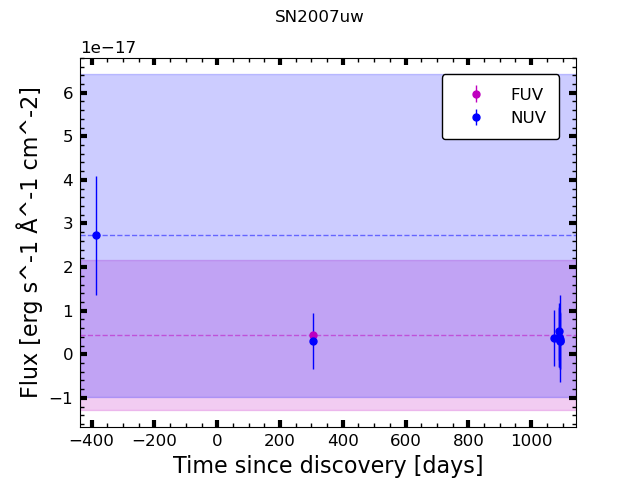 SN2007uw
1e−17
FUV
NUV
6
5
4
3
2
1
0
−1
Flux [erg s^-1 Å^-1 cm^-2]
−400 −200 0 200 400 600 800 1000
Time since discovery [days]